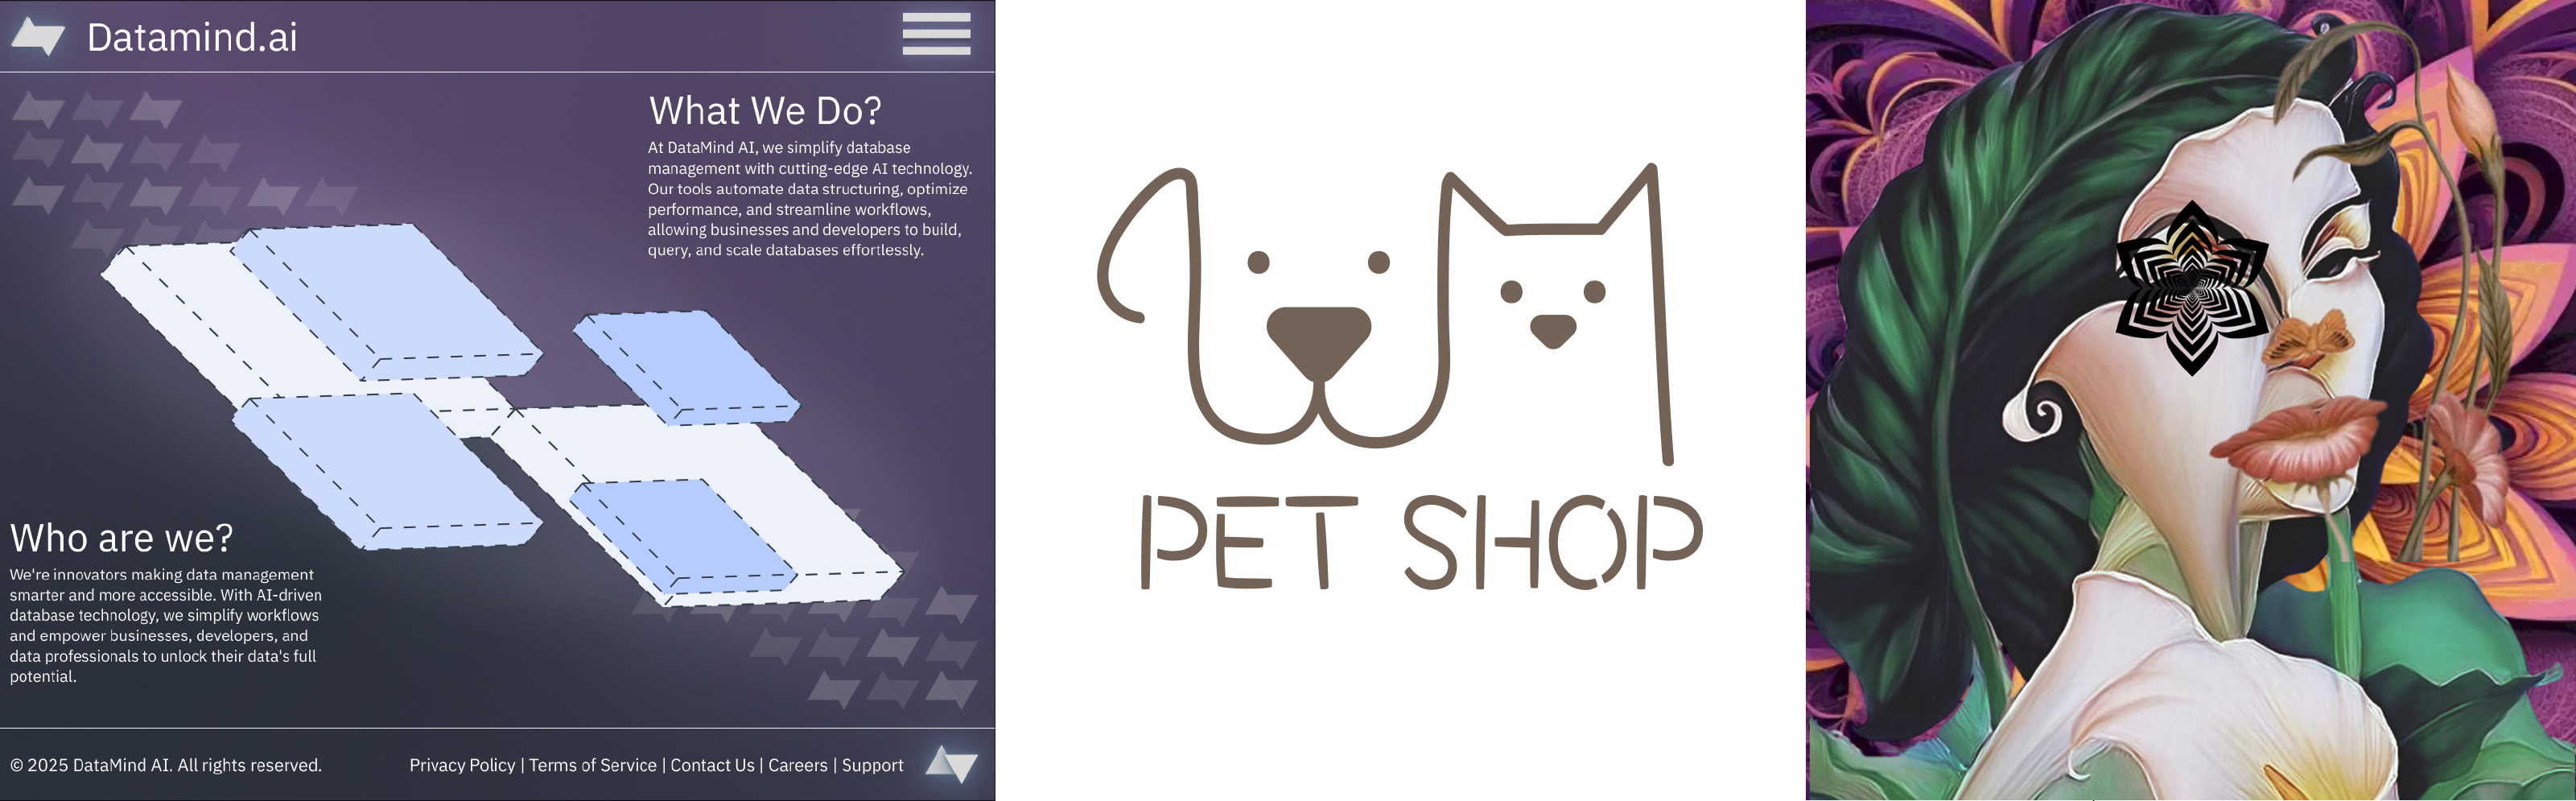 Datamind.ai
What We Do?
At DataMind AI, we simplify database
management with cutting-edge AI technology.
Our tools automate data structuring, optimize
performance, and streamline workflows,
allowing businesses and developers to build,
query, and scale databases effortlessly.
Who are we?
We're innovators making data management
smarter and more accessible. With AI-driven
database technology, we simplify workflows
and empower businesses, developers, and
data professionals to unlock their data's full
potential.
© 2025 DataMind AI. All rights reserved.
Privacy Policy | Terms of Service | Contact Us | Careers | Support
PET SHOP